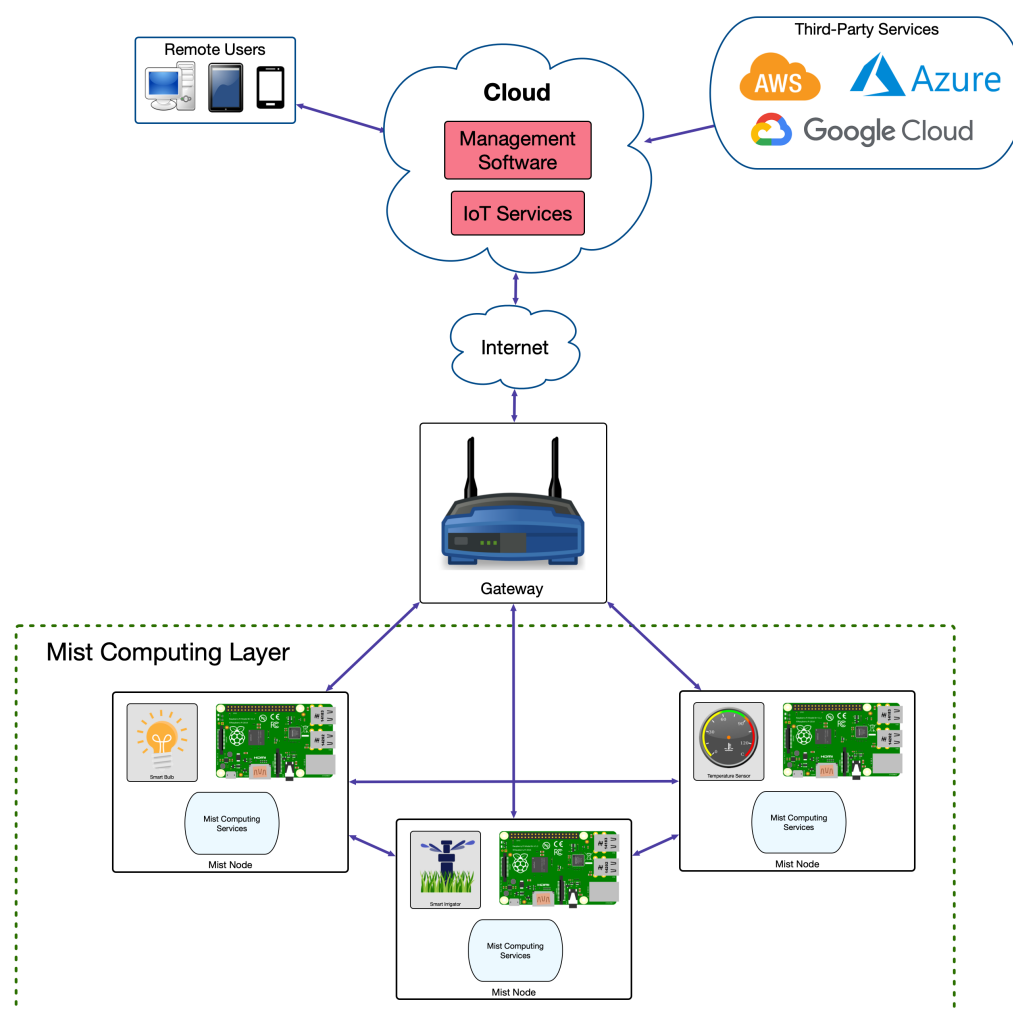 Remote Users
Third-Party Services
AWS
Azure
Google Cloud
Cloud
Management
Software
IoT Services
Internet
Gateway
Mist Computing Layer
Smart Bulb
Mist Computing
Services
Mist Node
Temperature Sensor
Mist Computing
Services
Mist Node
Smart Irrigator
Mist Computing
Services
Mist Node